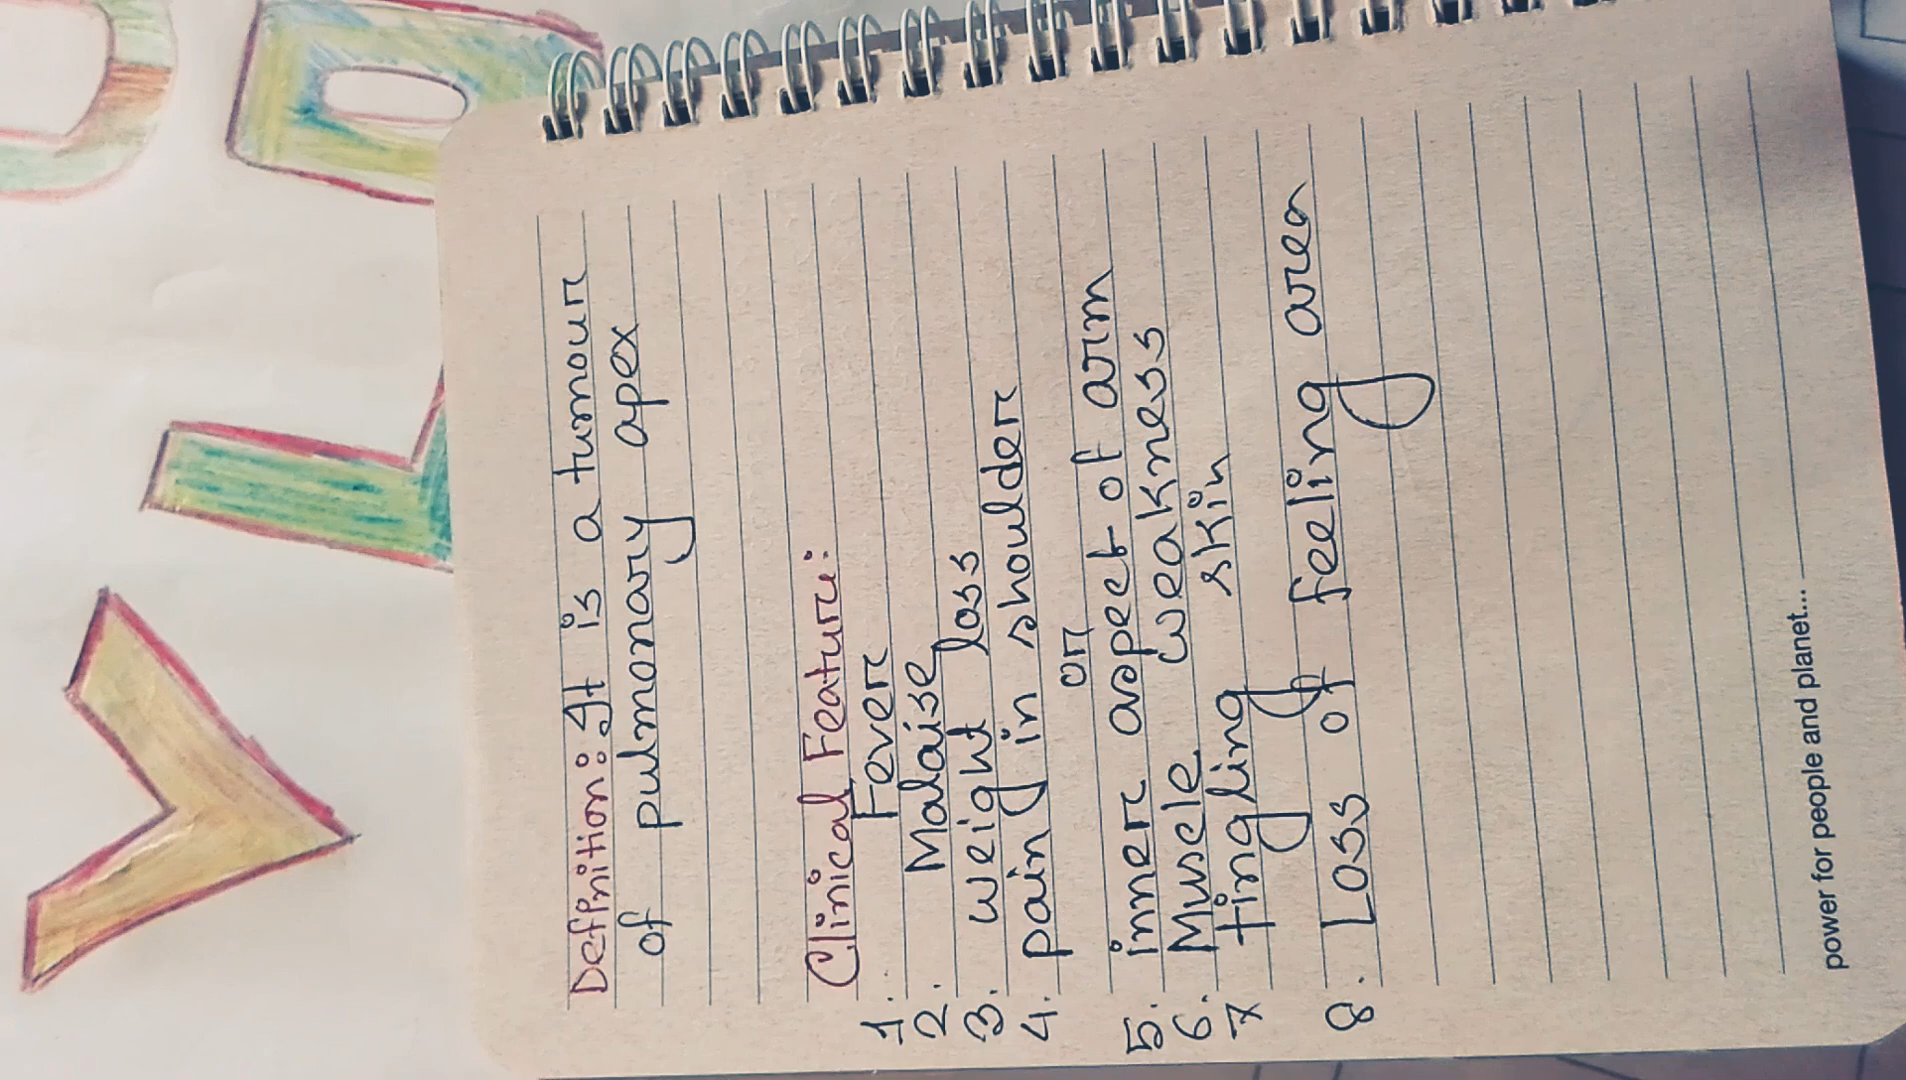 Deffnition: It is a tumour
of pulmonary apex
Clinical Feature:
1. Fever
2. Malaise
3. weight loss
4. pain in shoulder
or
5. inner aspect of arm
6. Muscle weakness
7 tingling skin
8. Loss of feeling area
power for people and planet...